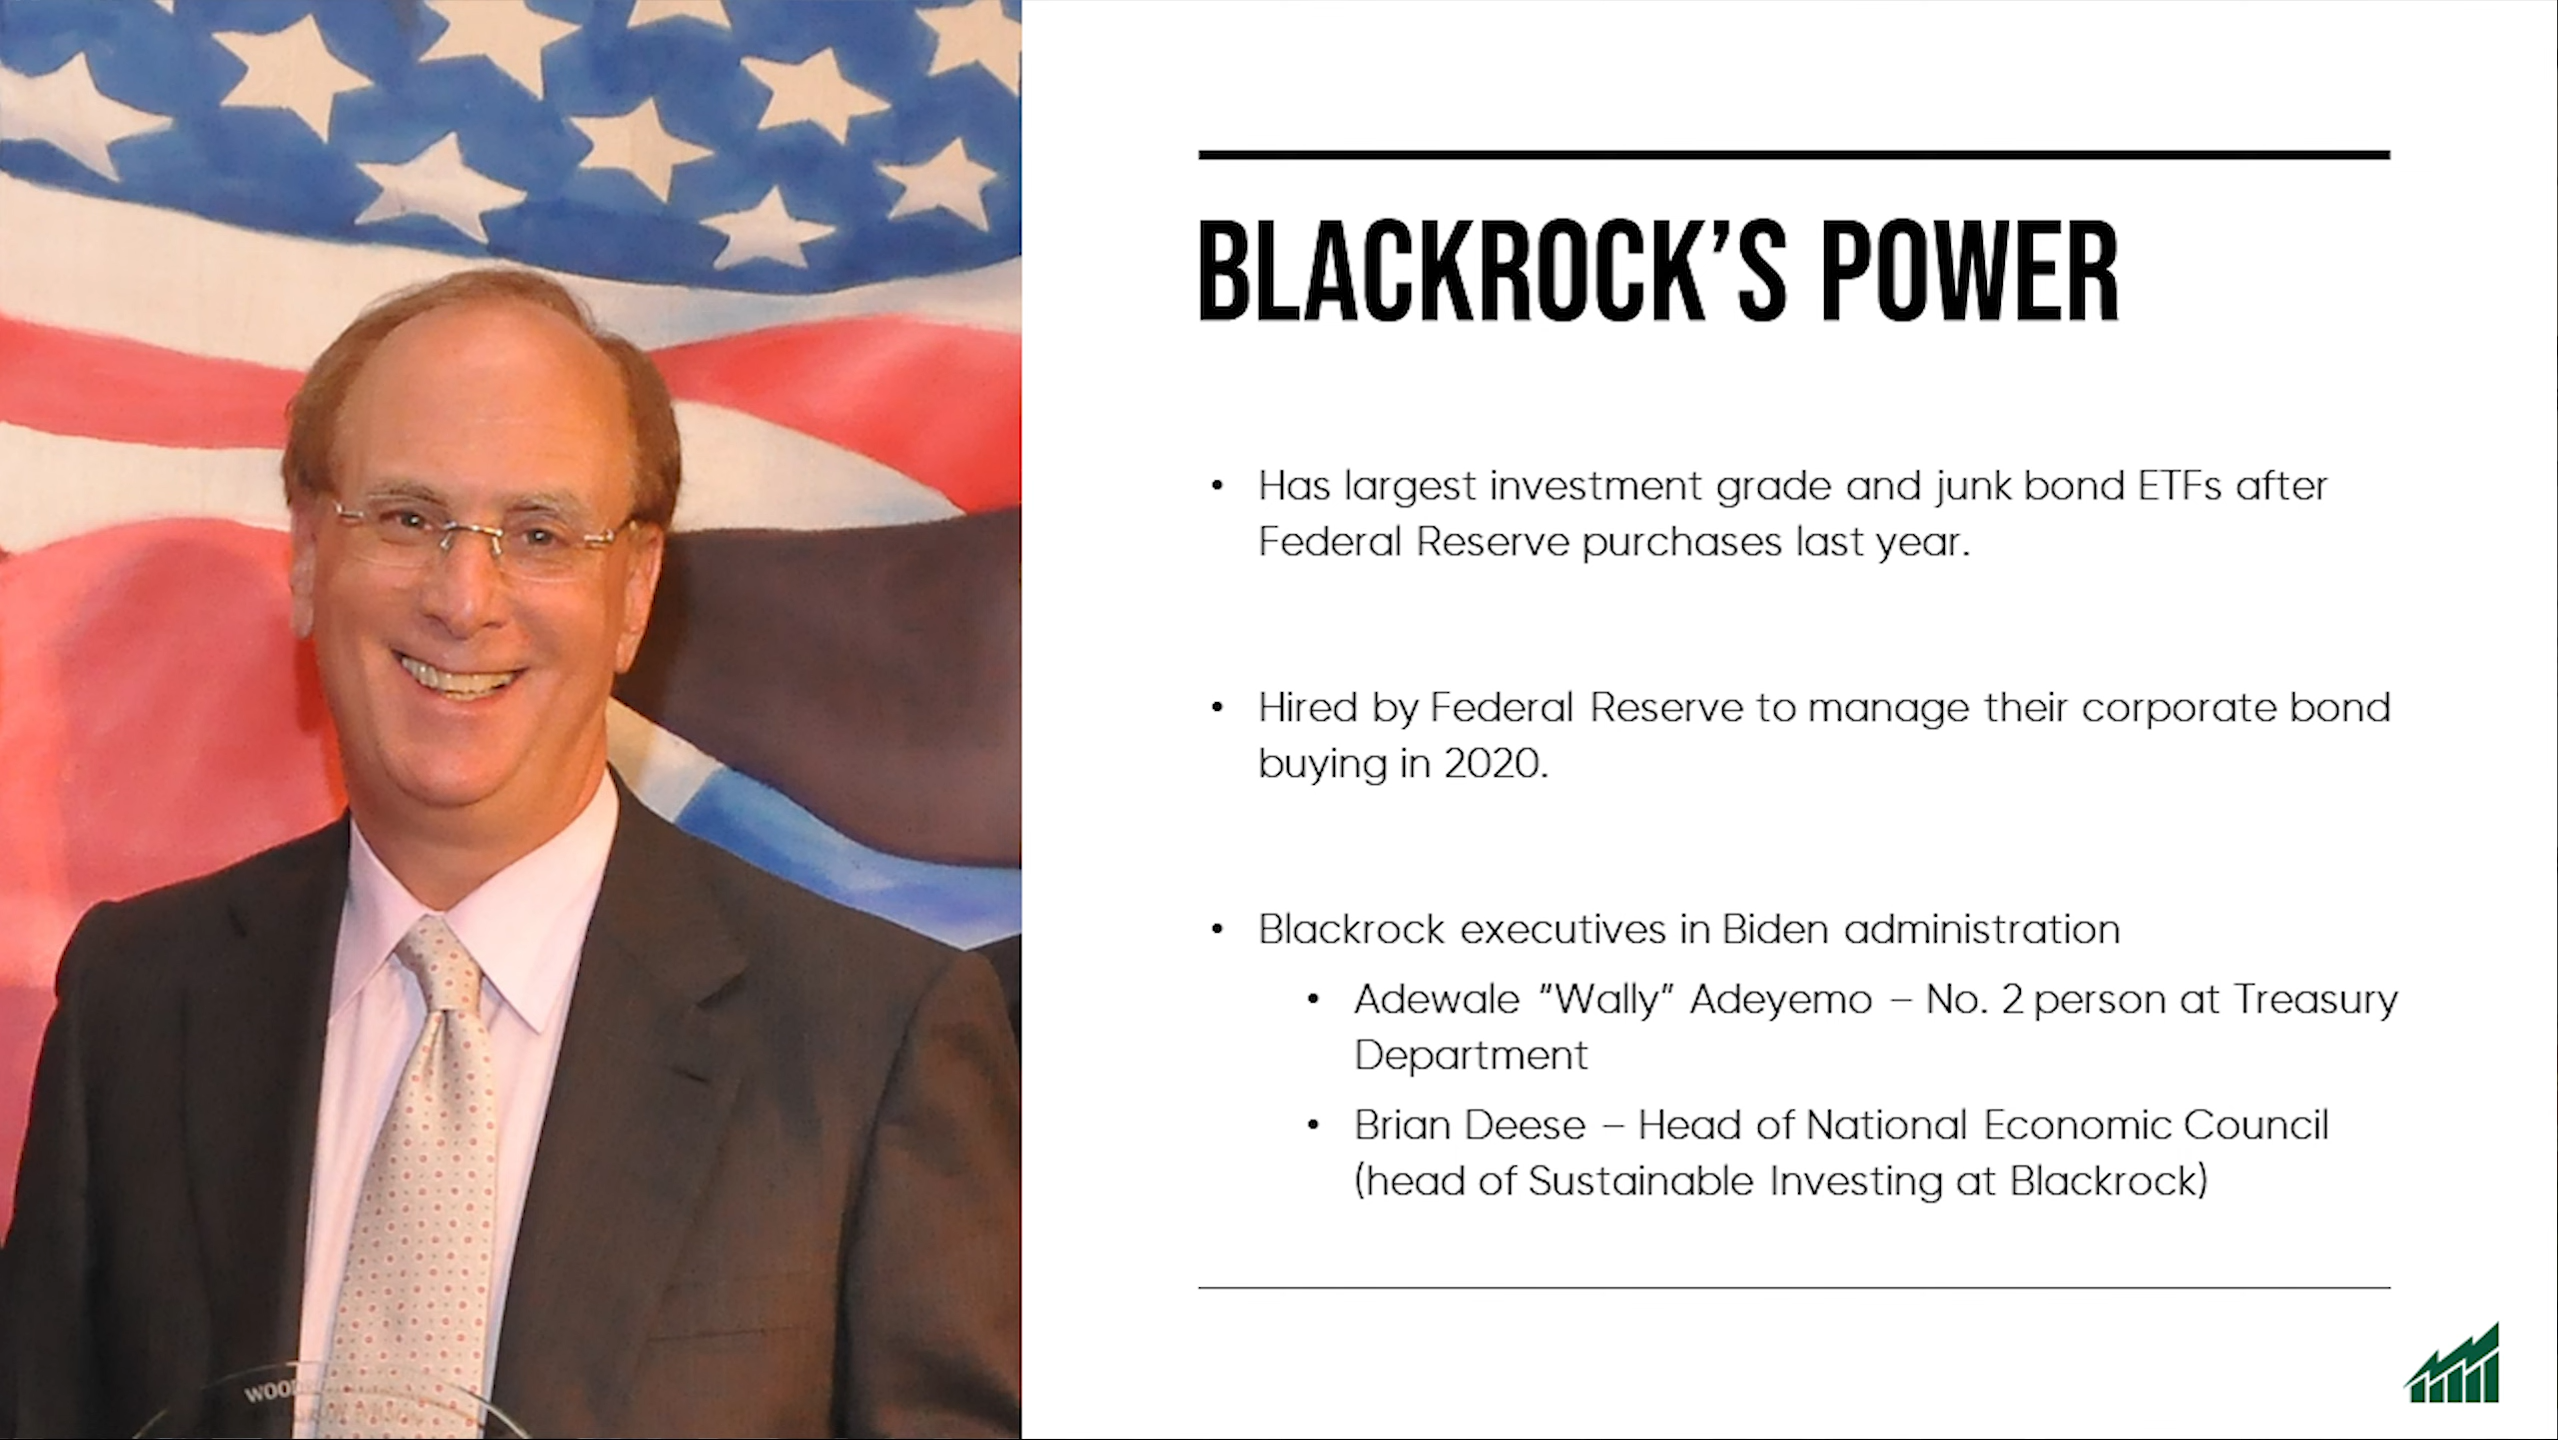 BLACKROCK'S POWER
• Has largest investment grade and junk bond ETFs after
Federal Reserve purchases last year.
• Hired by Federal Reserve to manage their corporate bond
buying in 2020.
• Blackrock executives in Biden administration
• Adewale "Wally" Adeyemo – No. 2 person at Treasury
Department
• Brian Deese – Head of National Economic Council
(head of Sustainable Investing at Blackrock)